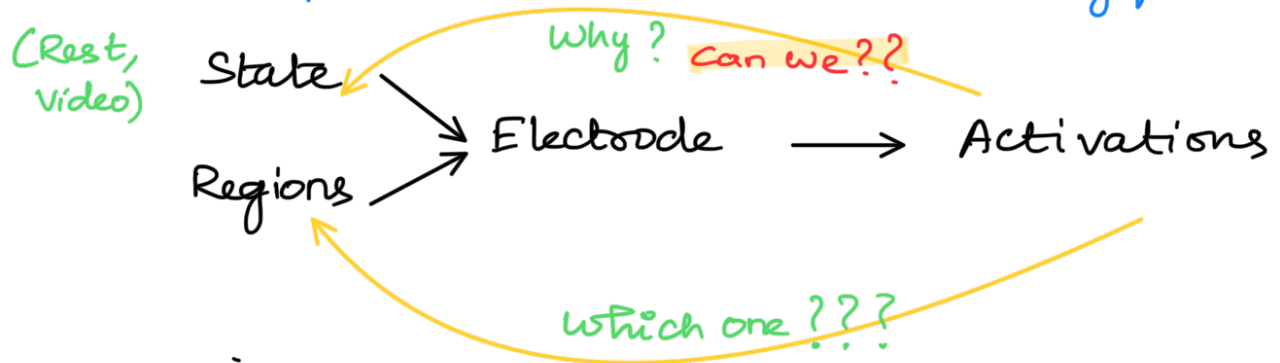 (Rest,
video)
State
Why?
Can we??
Electrode
Activations
Regions
Which one???